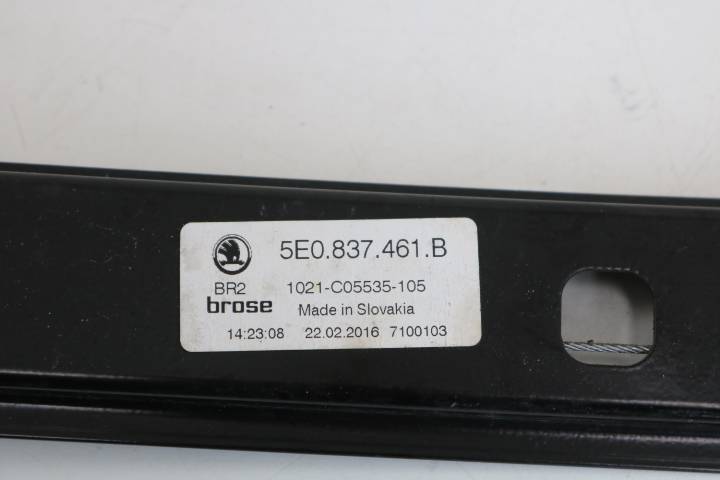 5E0.837.461.B
BR2 1021-C05535-105
brose Made in Slovakia
14:23:08 22.02.2016 7100103